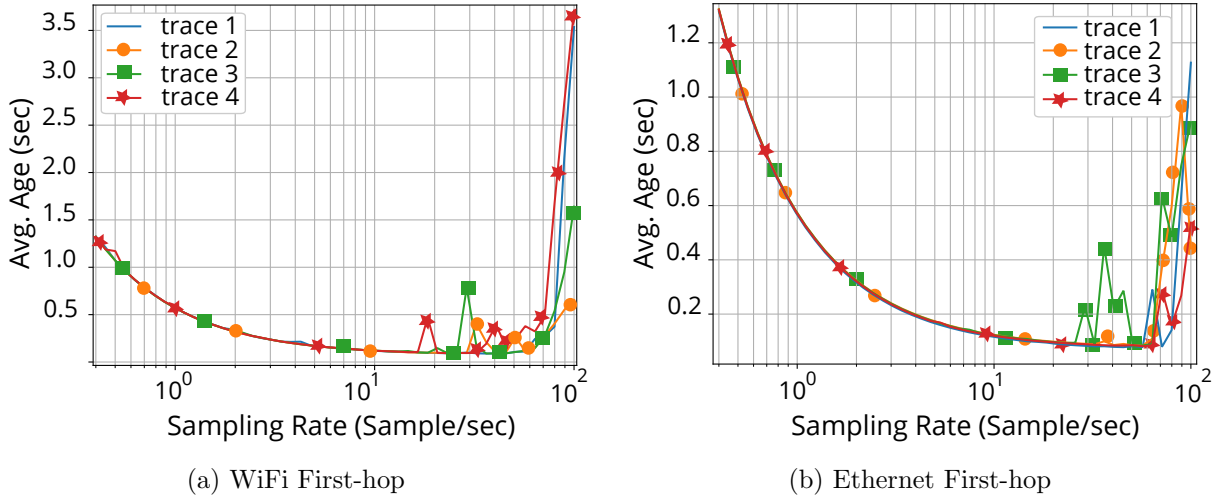 3.5
3.0
2.5
2.0
1.5
1.0
0.5
Avg. Age (sec)
trace 1
trace 2
trace 3
trace 4
10^0
10^1
10^2
Sampling Rate (Sample/sec)
(a) WiFi First-hop
1.2
1.0
0.8
0.6
0.4
0.2
Avg. Age (sec)
trace 1
trace 2
trace 3
trace 4
10^0
10^1
10^2
Sampling Rate (Sample/sec)
(b) Ethernet First-hop